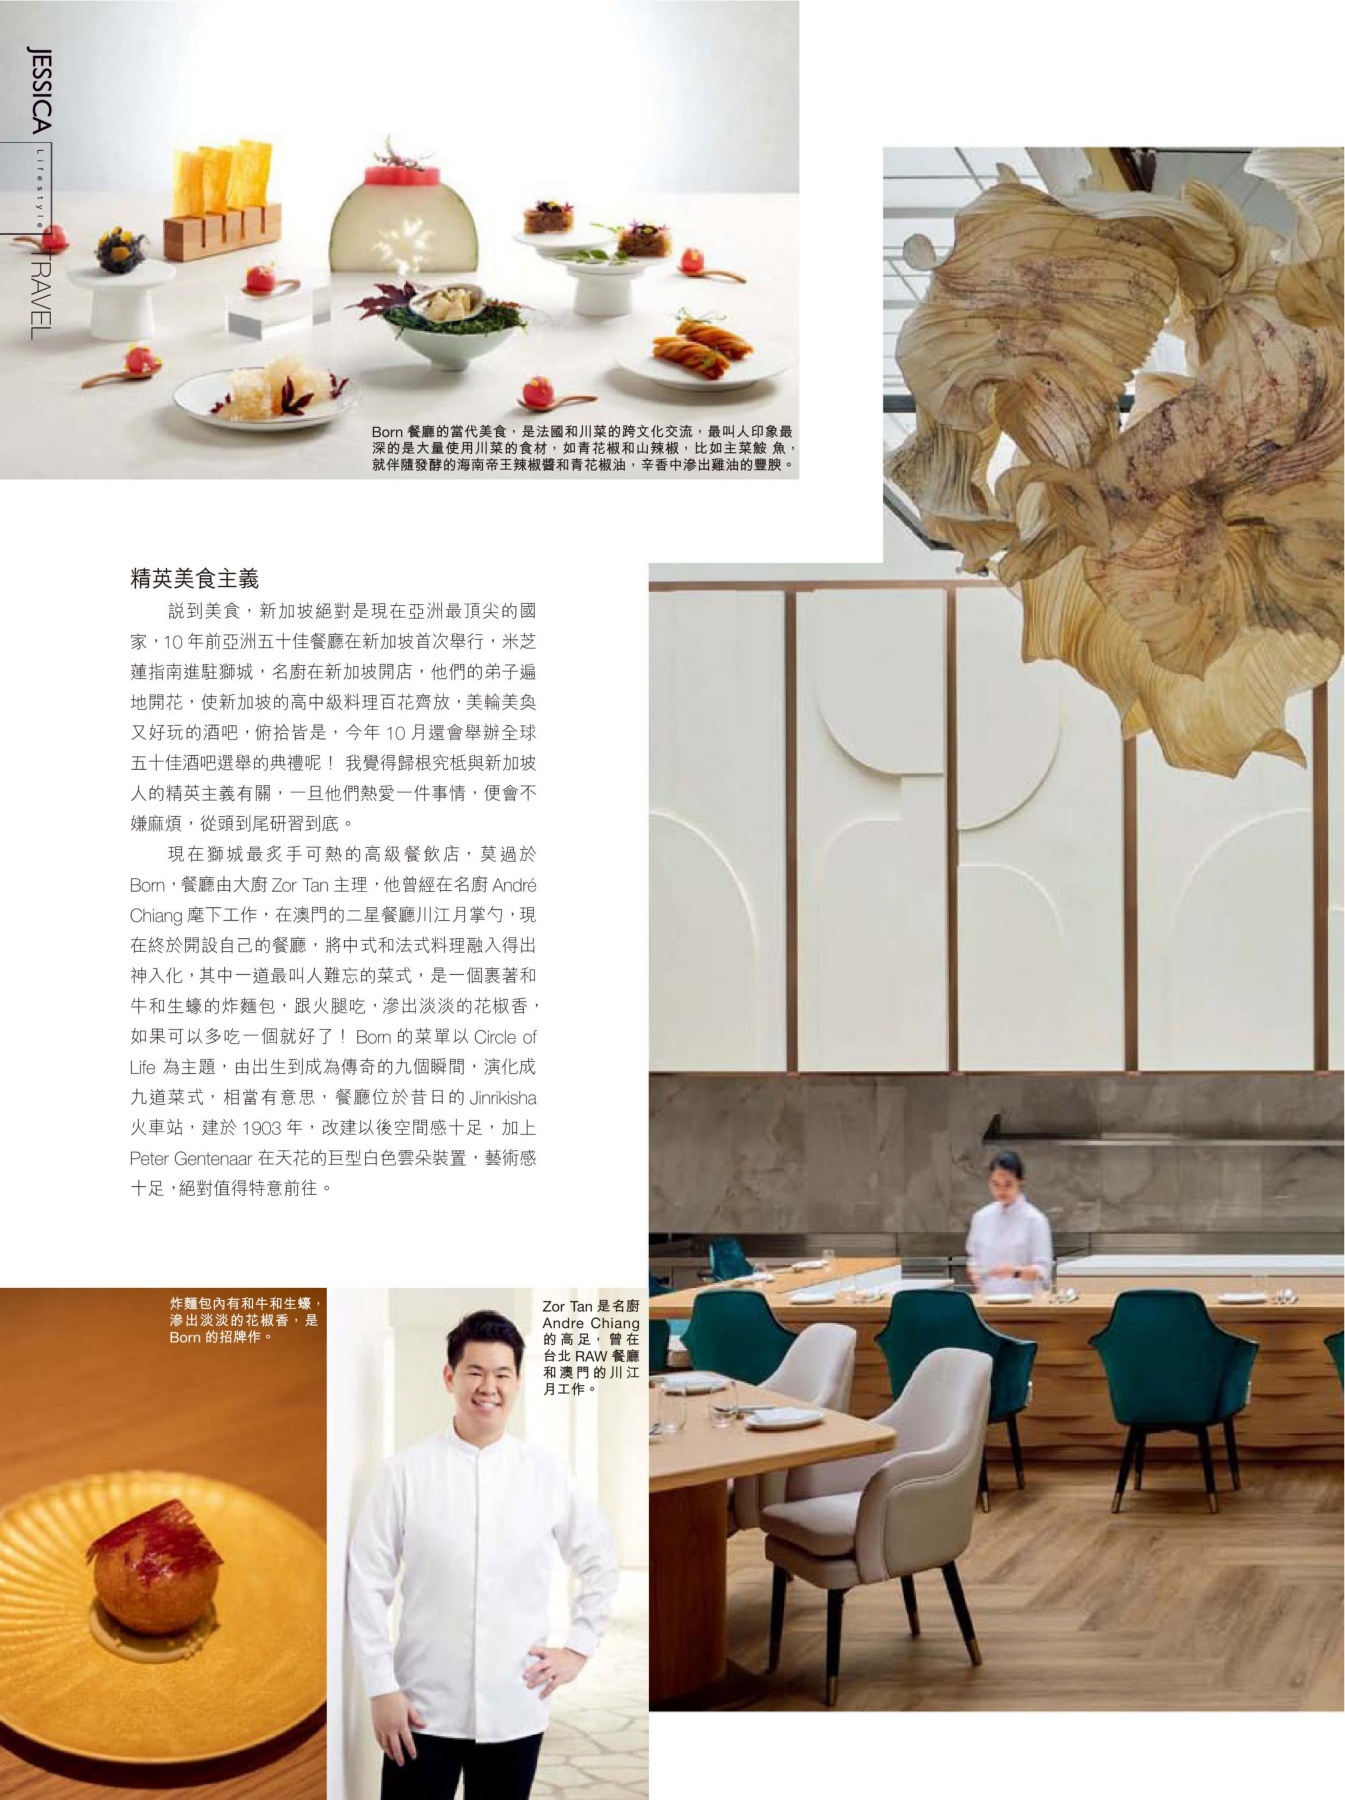 JESSICA
Lifestyle
TRAVEL
Born 餐廳的當代美食，是法國和川菜的跨文化交流，最叫人印象最
深的是大量使用川菜的食材，如青花椒和山辣椒，比如主菜鮟 魚，
就伴隨發酵的海南帝王辣椒醬和青花椒油，辛香中滲出雞油的豐腴。
精英美食主義
説到美食，新加坡絕對是現在亞洲最頂尖的國
家，10 年前亞洲五十佳餐廳在新加坡首次舉行，米芝
蓮指南進駐獅城，名廚在新加坡開店，他們的弟子遍
地開花，使新加坡的高中級料理百花齊放，美輪美奐
又好玩的酒吧，俯拾皆是，今年 10 月還會舉辦全球
五十佳酒吧選舉的典禮呢！ 我覺得歸根究柢與新加坡
人的精英主義有關，一旦他們熱愛一件事情，便會不
嫌麻煩，從頭到尾研習到底。
現在獅城最炙手可熱的高級餐飲店，莫過於
Born，餐廳由大廚 Zor Tan 主理，他曾經在名廚 André
Chiang 麾下工作，在澳門的二星餐廳川江月掌勺，現
在終於開設自己的餐廳，將中式和法式料理融入得出
神入化，其中一道最叫人難忘的菜式，是一個裹著和
牛和生蠔的炸麵包，跟火腿吃，滲出淡淡的花椒香，
如果可以多吃一個就好了！ Born 的菜單以 Circle of
Life 為主題，由出生到成為傳奇的九個瞬間，演化成
九道菜式，相當有意思，餐廳位於昔日的 Jinrikisha
火車站，建於 1903 年，改建以後空間感十足，加上
Peter Gentenaar 在天花的巨型白色雲朵裝置，藝術感
十足，絕對值得特意前往。
炸麵包內有和牛和生蠔，
滲出淡淡的花椒香，是
Born 的招牌作。
Zor Tan 是名廚
Andre Chiang
的高足，曾在
台北 RAW 餐廳
和澳門的川江
月工作。